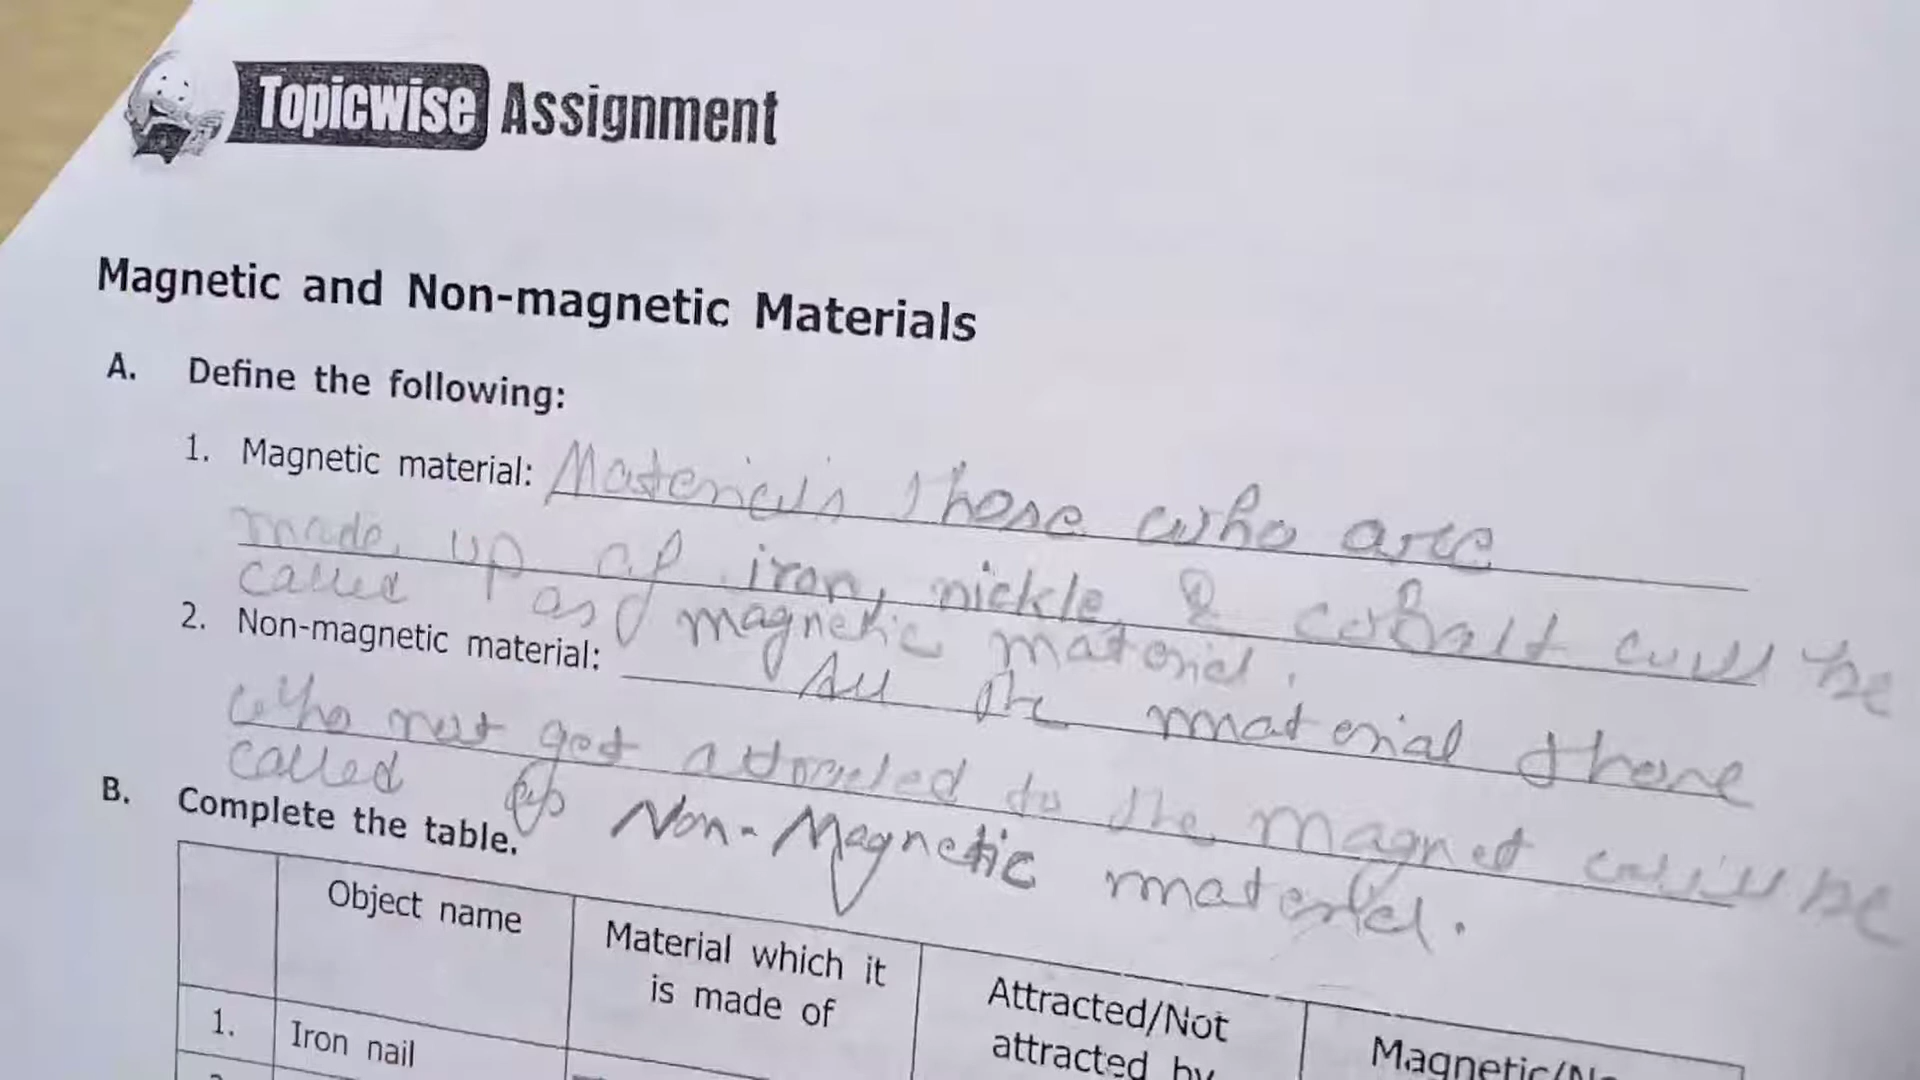 Topicwise Assignment
Magnetic and Non-magnetic Materials
A. Define the following:
1. Magnetic material: Materials those who are
made up of iron, nickle & cobalt will be
called as magnetic material.
2. Non-magnetic material: All the material those
who not get attracted to the magnet will be
called Non-Magnetic material.
B. Complete the table.
Object name
Material which it
is made of
Attracted/Not
attracted by
1. Iron nail